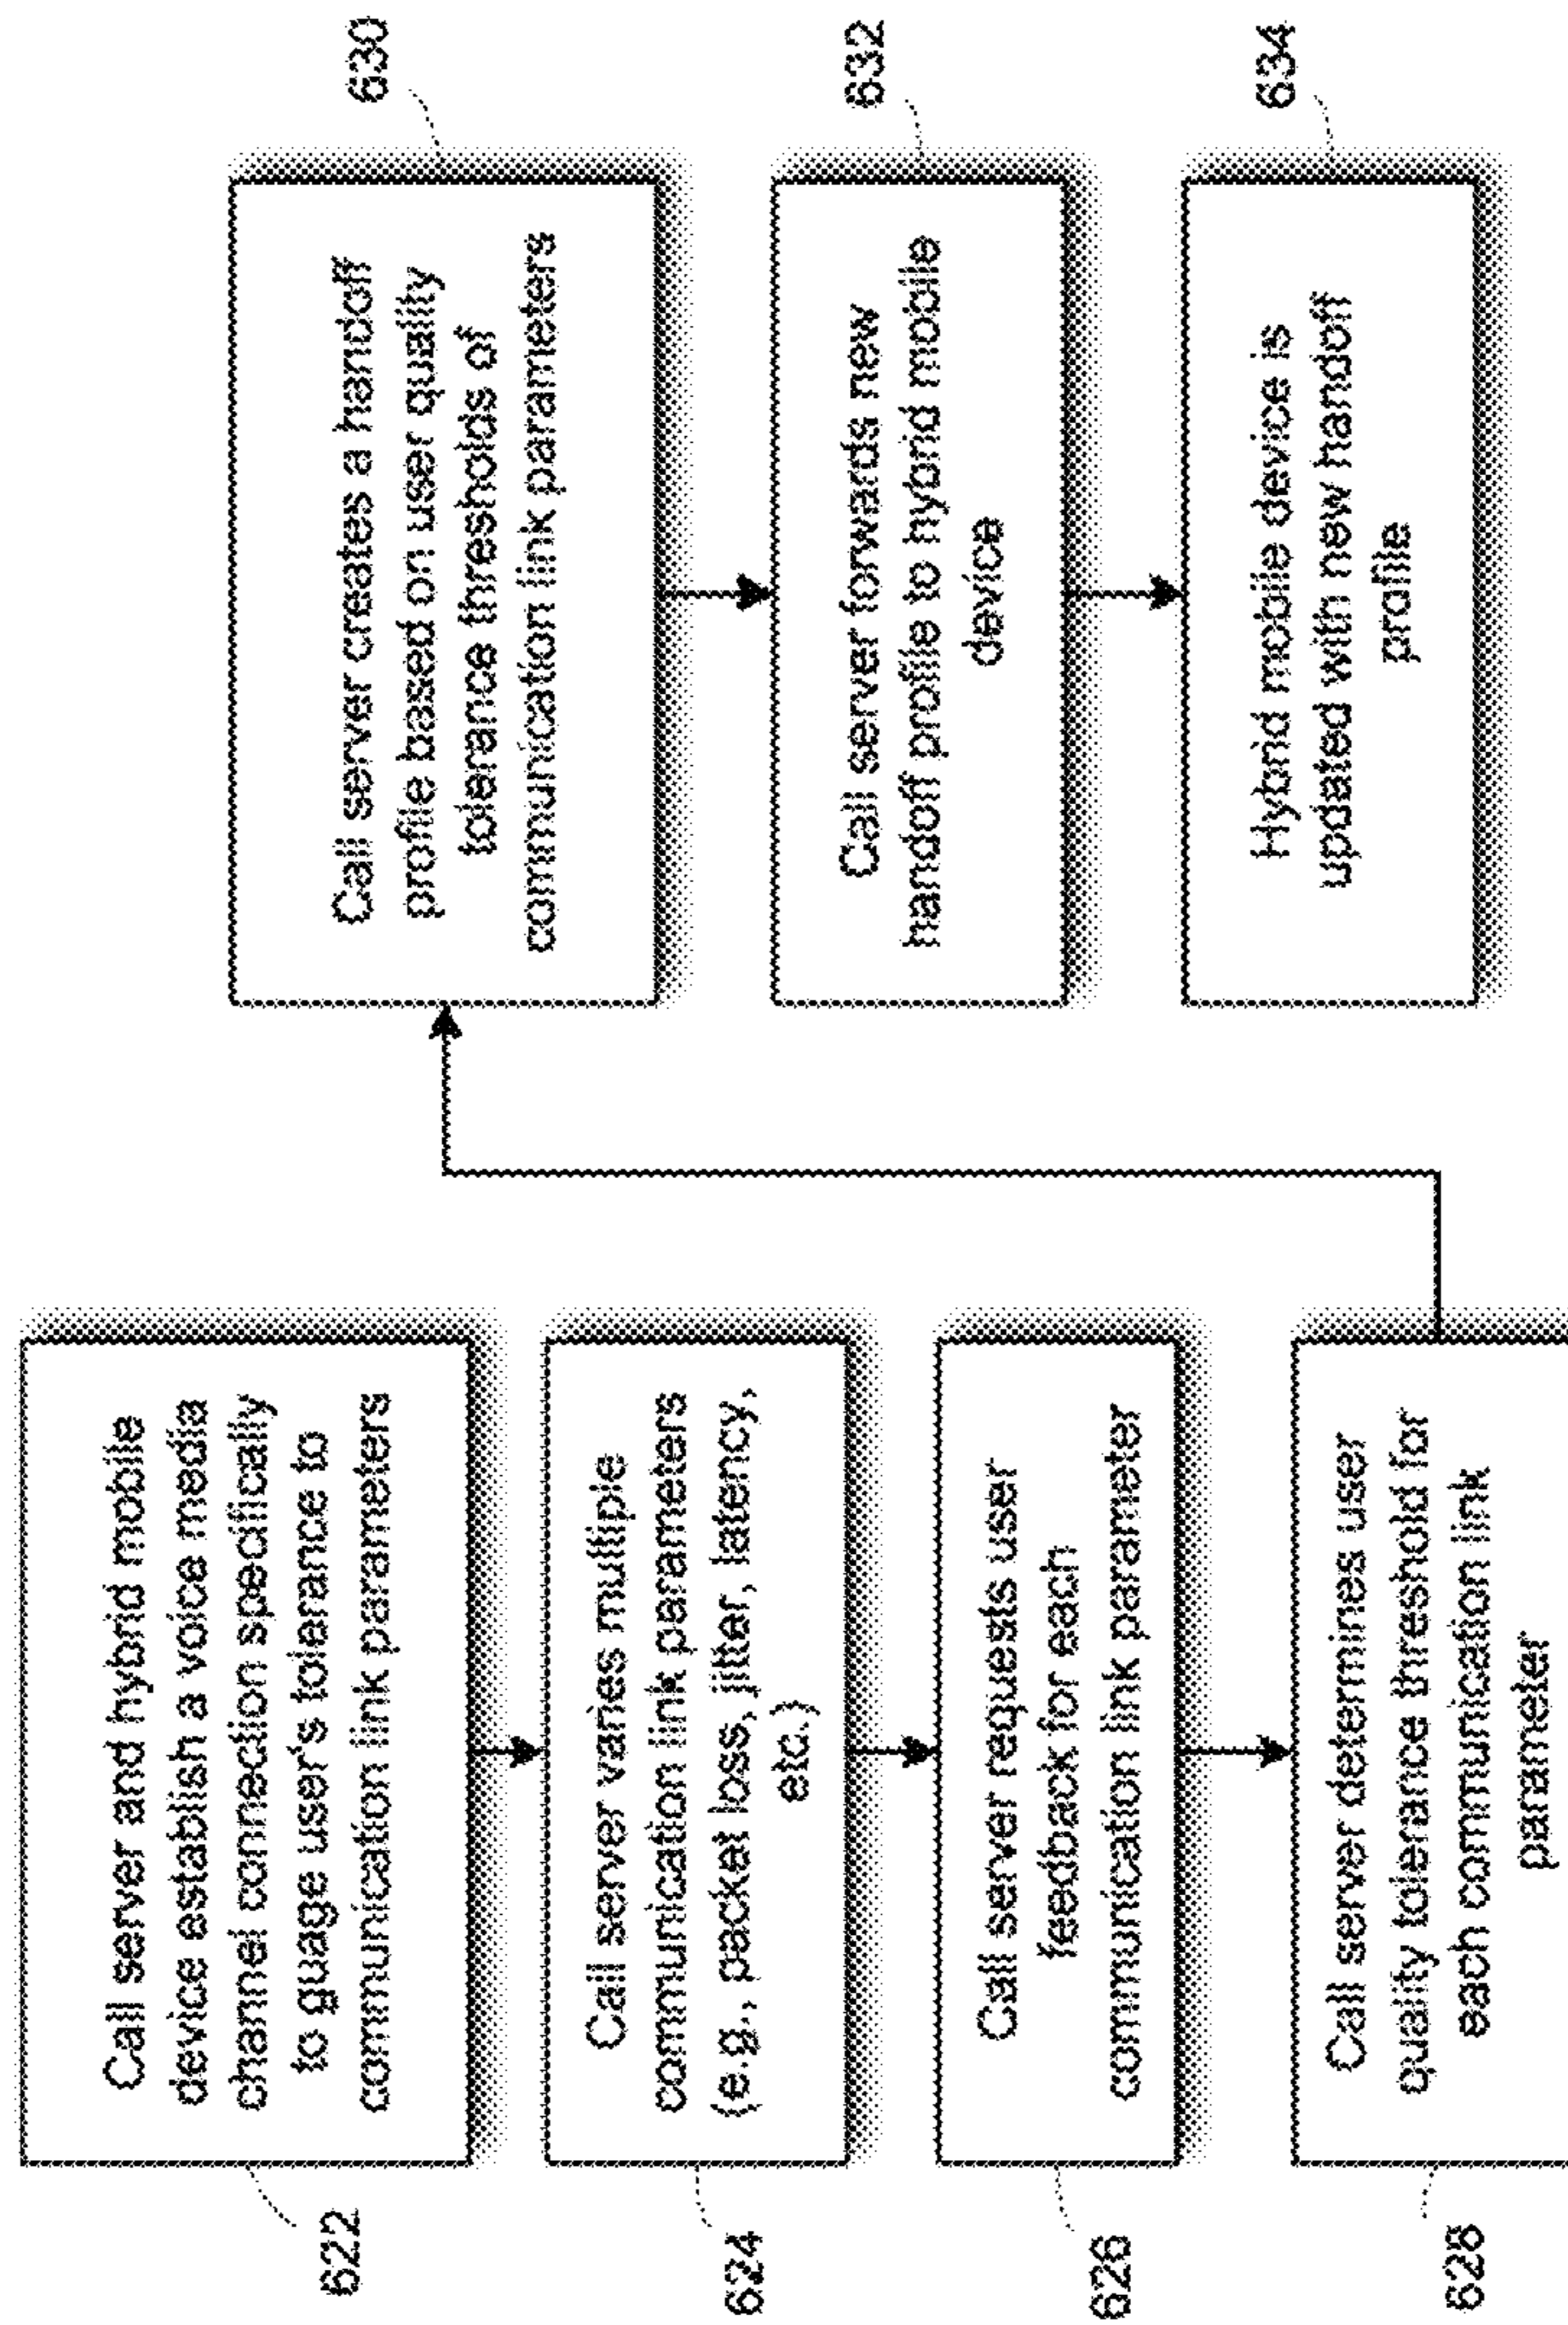 622
Call server and hybrid mobile
device establish a voice media
channel connection specifically
to guage user's tolerance to
communication link parameters
624
Call server varies multiple
communication link parameters
(e.g., packet loss, jitter, latency,
etc.)
626
Call server requests user
feedback for each
communication link parameter
628
Call server determines user
quality tolerance threshold for
each communication link
parameter
630
Call server creates a handoff
profile based on user quality
tolerance thresholds of
communication link parameters
632
Call server forwards new
handoff profile to hybrid mobile
device
634
Hybrid mobile device is
updated with new handoff
profile